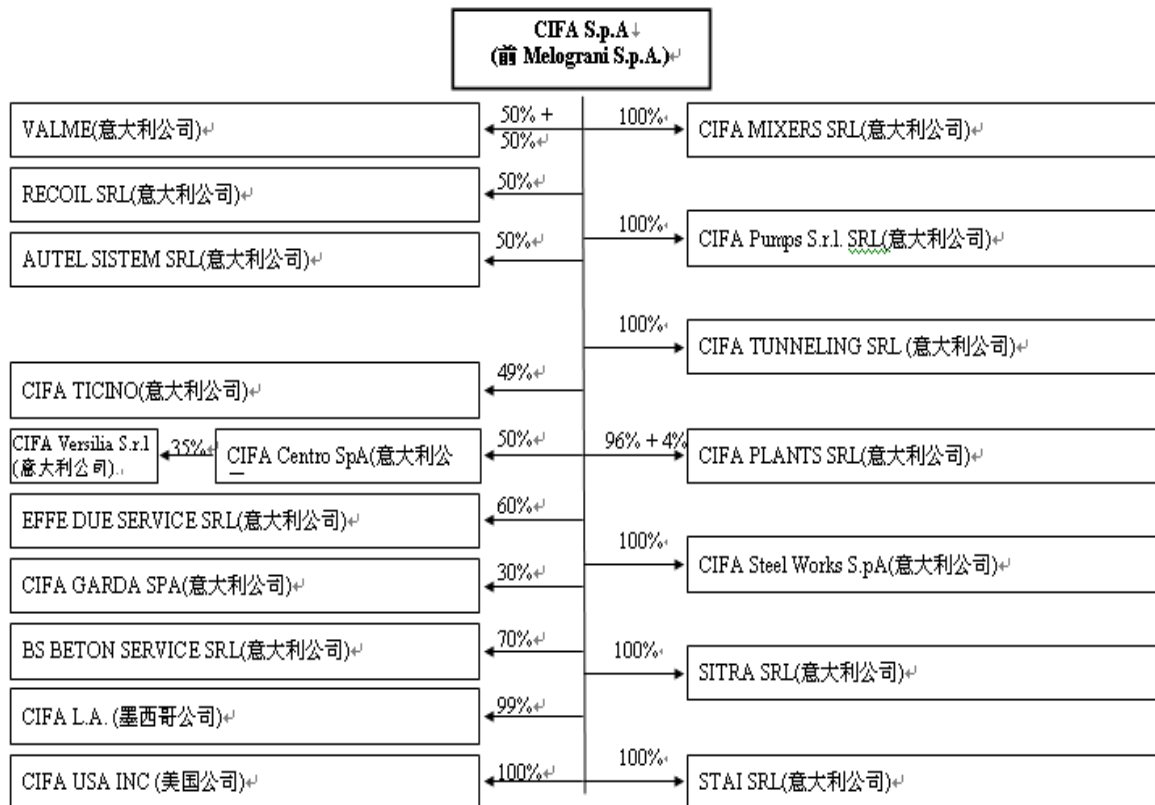 CIFA S.p.A↓
(前 Melograni S.p.A.)↵
VALME(意大利公司)↵
50% +
50%↵
100%↵
CIFA MIXERS SRL(意大利公司)↵
RECOIL SRL(意大利公司)↵
50%↵
AUTEL SISTEM SRL(意大利公司)↵
50%↵
100%↵
CIFA Pumps S.r.l. SRL(意大利公司)↵
100%↵
CIFA TUNNELING SRL (意大利公司)↵
CIFA TICINO(意大利公司)↵
49%↵
CIFA Versilia S.r.l
(意大利公司)↵
35%↵
CIFA Centro SpA(意大利公
50%↵
96% + 4%
CIFA PLANTS SRL(意大利公司)↵
EFFE DUE SERVICE SRL(意大利公司)↵
60%↵
100%↵
CIFA Steel Works S.pA(意大利公司)↵
CIFA GARDA SPA(意大利公司)↵
30%↵
BS BETON SERVICE SRL(意大利公司)↵
70%↵
100%↵
SITRA SRL(意大利公司)↵
CIFA L.A. (墨西哥公司)↵
99%↵
CIFA USA INC (美国公司)↵
100%↵
100%↵
STAI SRL(意大利公司)↵